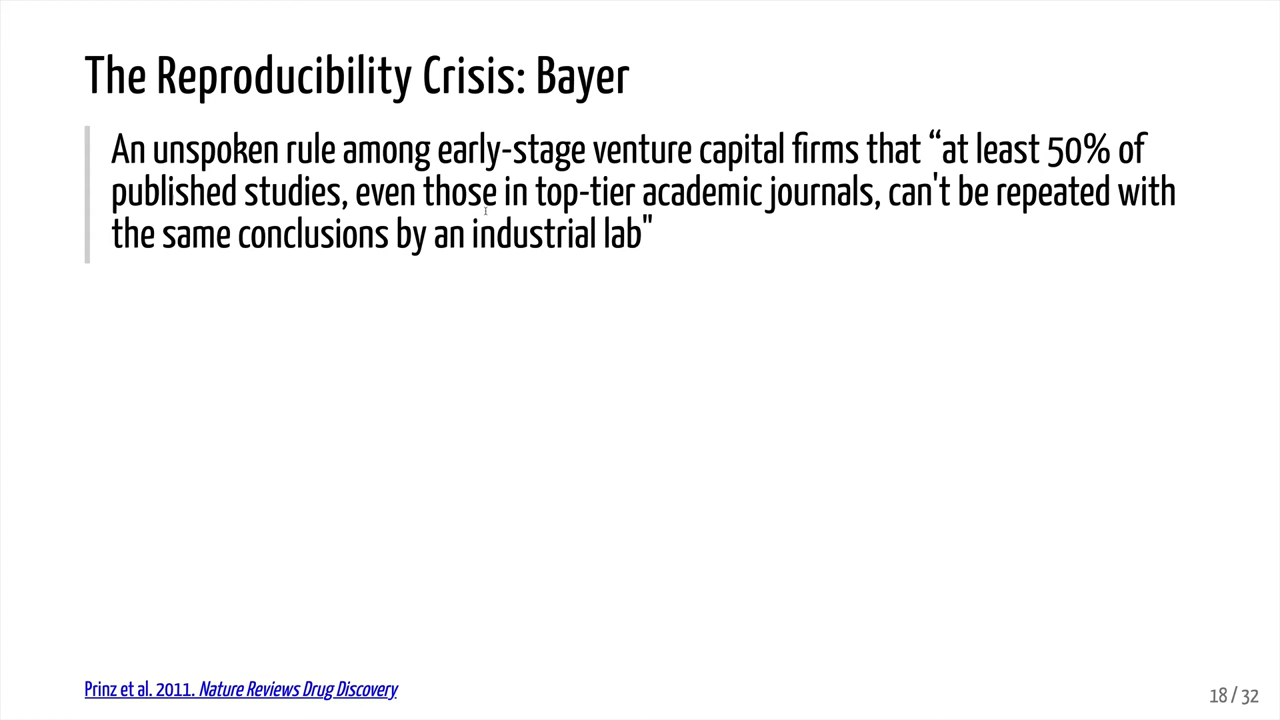 The Reproducibility Crisis: Bayer
An unspoken rule among early-stage venture capital firms that “at least 50% of
published studies, even those in top-tier academic journals, can't be repeated with
the same conclusions by an industrial lab"
Prinz et al. 2011. Nature Reviews Drug Discovery
18 / 32